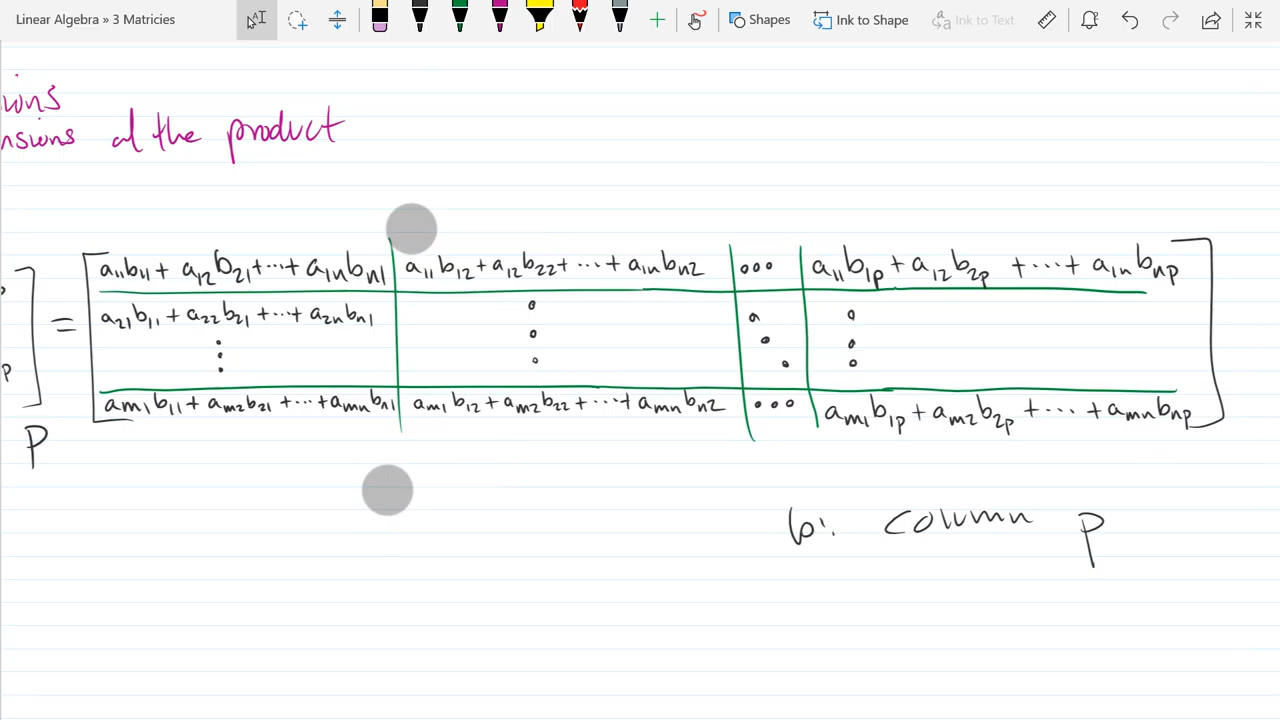 Linear Algebra » 3 Matricies
Shapes Ink to Shape Ink to Text
nsions of the product
= [ a₁₁b₁₁ + a₁₂b₂₁ + ⋯ + a₁ₙbₙ₁ | a₁₁b₁₂ + a₁₂b₂₂ + ⋯ + a₁ₙbₙ₂ | ⋯ | a₁₁b₁ₚ + a₁₂b₂ₚ + ⋯ + a₁ₙbₙₚ ]
a₂₁b₁₁ + a₂₂b₂₁ + ⋯ + a₂ₙbₙ₁ | ⋮ | ⋱ | ⋮
⋮
aₘ₁b₁₁ + aₘ₂b₂₁ + ⋯ + aₘₙbₙ₁ | aₘ₁b₁₂ + aₘ₂b₂₂ + ⋯ + aₘₙbₙ₂ | ⋯ | aₘ₁b₁ₚ + aₘ₂b₂ₚ + ⋯ + aₘₙbₙₚ
p
b: column p